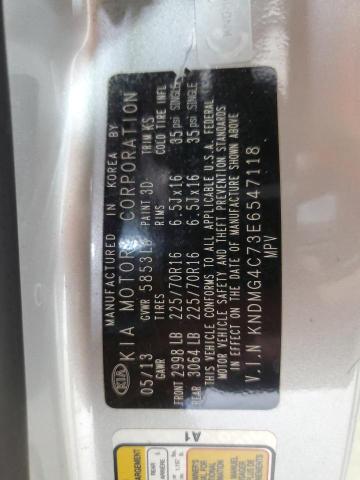 MANUFACTURED IN KOREA BY
KIA KIA MOTORS CORPORATION
05/13 GVWR 5853LB PAINT 3D TRIM KS
GAWR TIRES RIMS COLD TIRE INFL
FRONT 2998 LB 225/70R16 6.5Jx16 35 psi SINGLE
REAR 3064 LB 225/70R16 6.5Jx16 35 psi SINGLE
THIS VEHICLE CONFORMS TO ALL APPLICABLE U.S.A. FEDERAL
MOTOR VEHICLE SAFETY AND THEFT PREVENTION STANDARDS
IN EFFECT ON THE DATE OF MANUFACTURE SHOWN ABOVE
V.I.N KNDMG4C73E6547118
MPV
A1
REAR